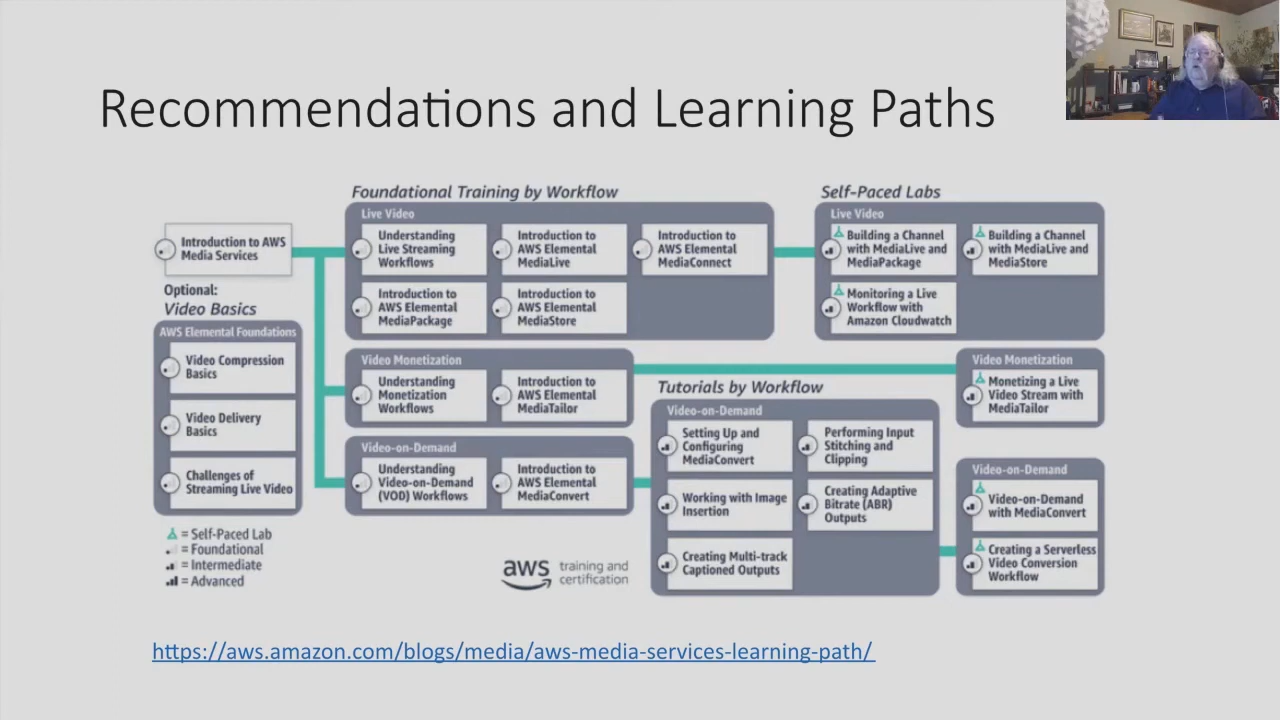 Recommendations and Learning Paths
Foundational Training by Workflow
Self-Paced Labs
Introduction to AWS
Media Services
Optional:
Video Basics
AWS Elemental Foundations
Video Compression
Basics
Video Delivery
Basics
Challenges of
Streaming Live Video
= Self-Paced Lab
= Foundational
= Intermediate
= Advanced
Live Video
Understanding
Live Streaming
Workflows
Introduction to
AWS Elemental
MediaLive
Introduction to
AWS Elemental
MediaConnect
Introduction to
AWS Elemental
MediaPackage
Introduction to
AWS Elemental
MediaStore
Live Video
Building a Channel
with MediaLive and
MediaPackage
Building a Channel
with MediaLive and
MediaStore
Monitoring a Live
Workflow with
Amazon Cloudwatch
Video Monetization
Understanding
Monetization
Workflows
Introduction to
AWS Elemental
MediaTailor
Video Monetization
Monetizing a Live
Video Stream with
MediaTailor
Video-on-Demand
Understanding
Video-on-Demand
(VOD) Workflows
Introduction to
AWS Elemental
MediaConvert
Tutorials by Workflow
Video-on-Demand
Setting Up and
Configuring
MediaConvert
Performing Input
Stitching and
Clipping
Working with Image
Insertion
Creating Adaptive
Bitrate (ABR)
Outputs
Creating Multi-track
Captioned Outputs
Video-on-Demand
Video-on-Demand
with MediaConvert
Creating a Serverless
Video Conversion
Workflow
aws training and
certification
https://aws.amazon.com/blogs/media/aws-media-services-learning-path/